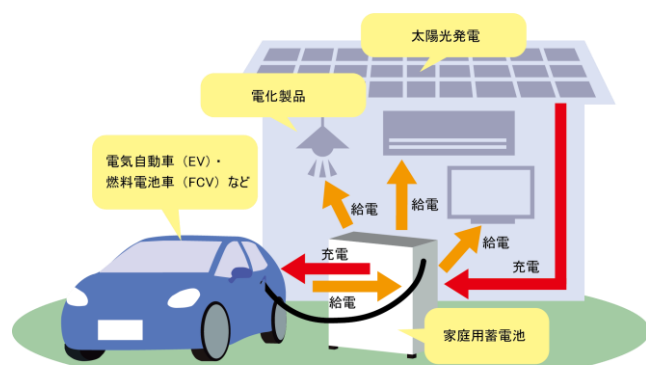 太陽光発電
電化製品
電気自動車（EV）・
燃料電池車（FCV）など
給電
給電
給電
充電
充電
給電
家庭用蓄電池